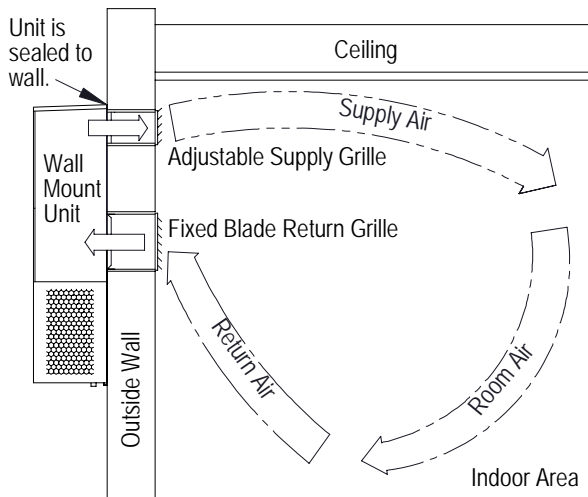 Unit is
sealed to
wall.
Ceiling
Supply Air
Adjustable Supply Grille
Wall
Mount
Unit
Fixed Blade Return Grille
Return Air
Room Air
Outside Wall
Indoor Area